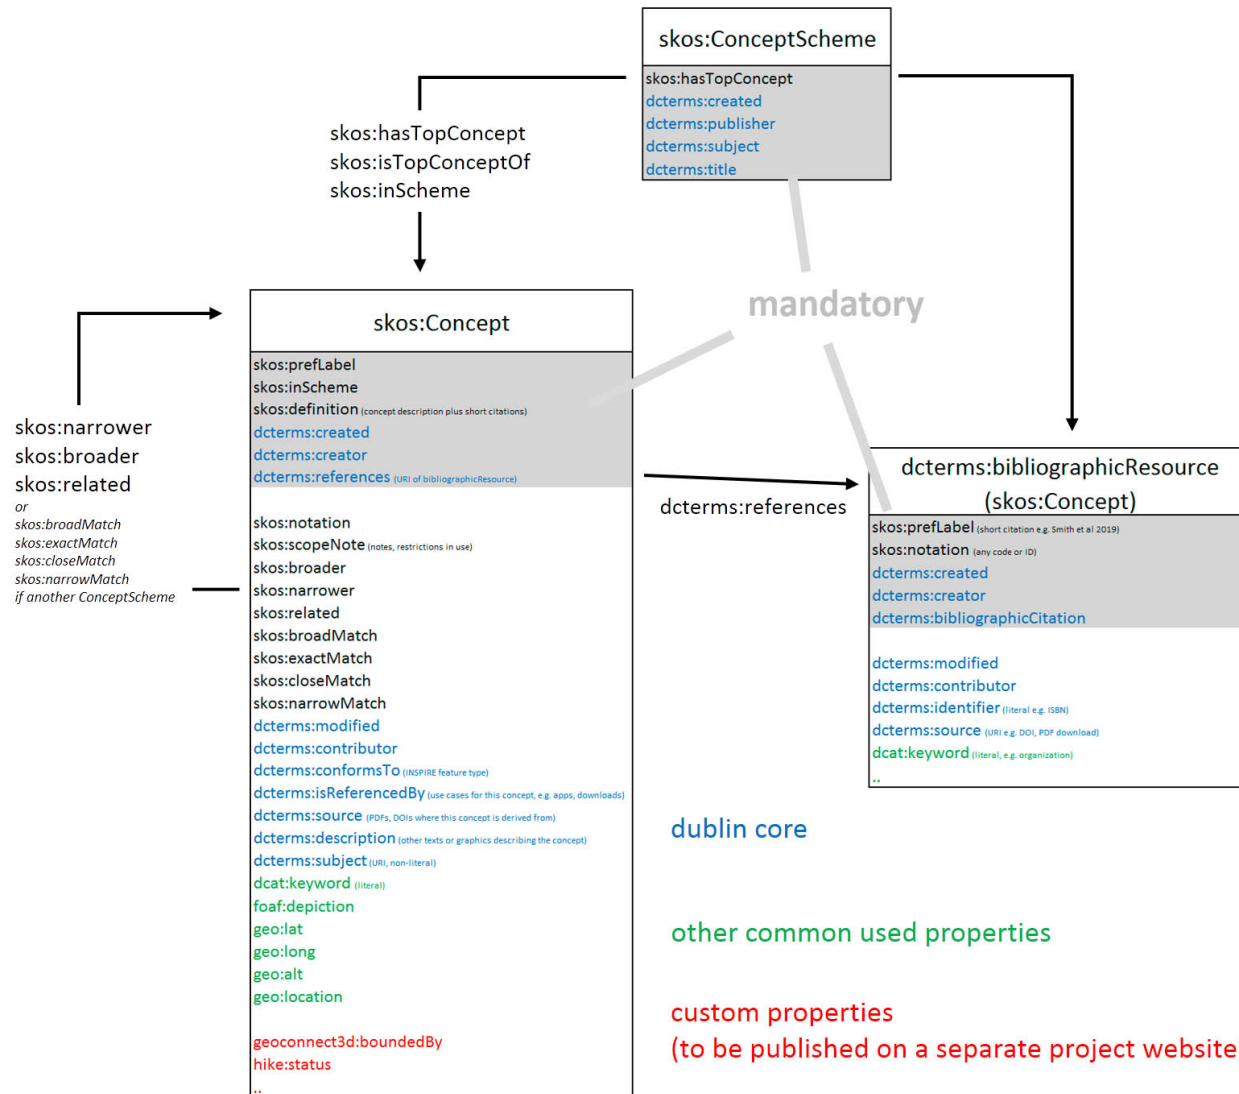 skos:ConceptScheme
skos:hasTopConcept
dcterms:created
dcterms:publisher
dcterms:subject
dcterms:title
skos:hasTopConcept
skos:isTopConceptOf
skos:inScheme
mandatory
skos:Concept
skos:prefLabel
skos:inScheme
skos:definition (concept description plus short citations)
dcterms:created
dcterms:creator
dcterms:references (URI of bibliographicResource)
skos:notation
skos:scopeNote (notes, restrictions in use)
skos:broader
skos:narrower
skos:related
skos:broadMatch
skos:exactMatch
skos:closeMatch
skos:narrowMatch
dcterms:modified
dcterms:contributor
dcterms:conformsTo (INSPIRE feature type)
dcterms:isReferencedBy (use cases for this concept, e.g. apps, downloads)
dcterms:source (PDFs, DOIs where this concept is derived from)
dcterms:description (other texts or graphics describing the concept)
dcterms:subject (URI, non-literal)
dcat:keyword (literal)
foaf:depiction
geo:lat
geo:long
geo:alt
geo:location
geoconnect3d:boundedBy
hike:status
..
skos:narrower
skos:broader
skos:related
or
skos:broadMatch
skos:exactMatch
skos:closeMatch
skos:narrowMatch
if another ConceptScheme
dcterms:references
dcterms:bibliographicResource
(skos:Concept)
skos:prefLabel (short citation e.g. Smith et al 2019)
skos:notation (any code or ID)
dcterms:created
dcterms:creator
dcterms:bibliographicCitation
dcterms:modified
dcterms:contributor
dcterms:identifier (literal e.g. ISBN)
dcterms:source (URI e.g. DOI, PDF download)
dcat:keyword (literal, e.g. organization)
..
dublin core
other common used properties
custom properties
(to be published on a separate project website